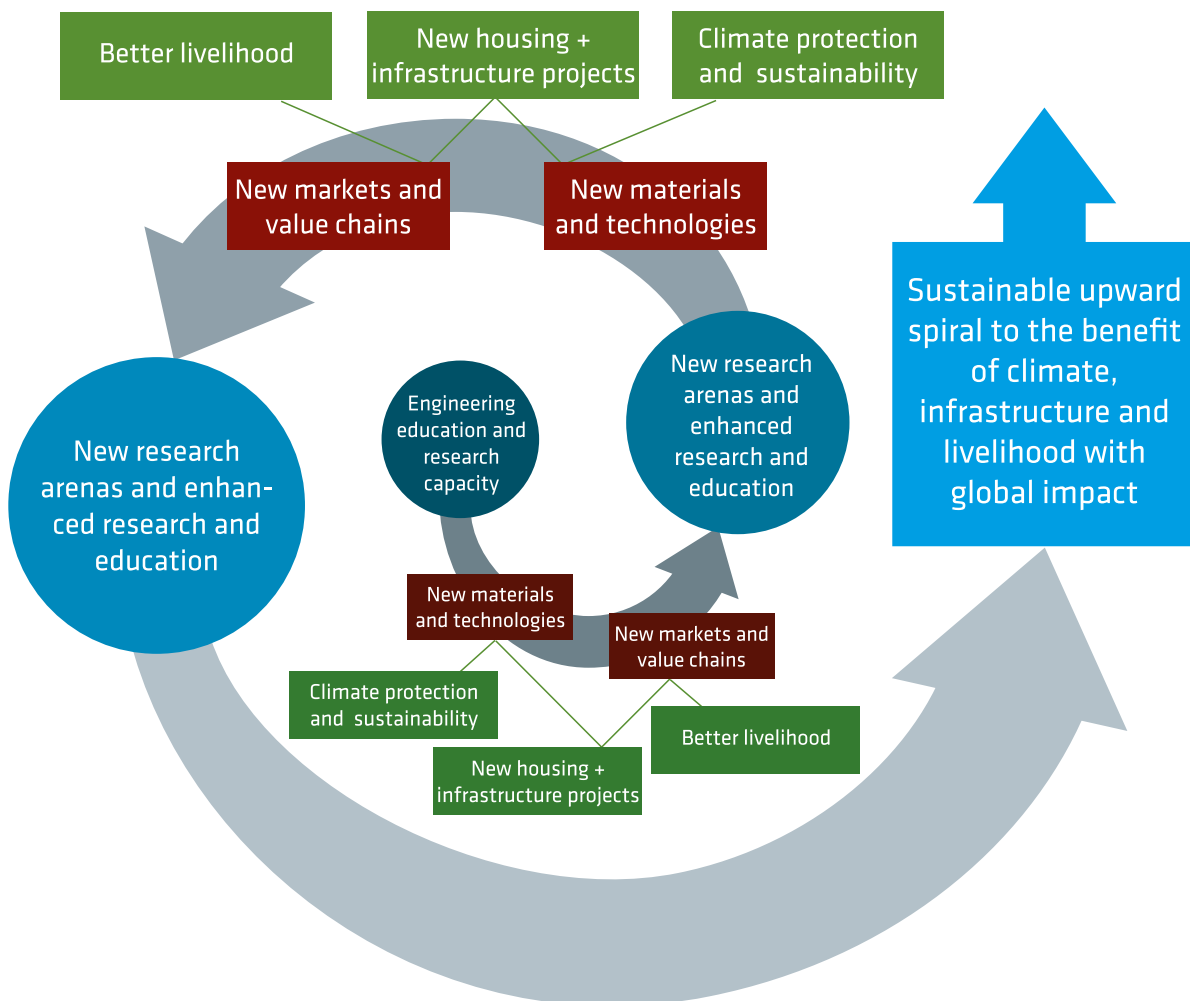 Better livelihood
New housing +
infrastructure projects
Climate protection
and sustainability
New markets and
value chains
New materials
and technologies
Sustainable upward
spiral to the benefit
of climate,
infrastructure and
livelihood with
global impact
New research
arenas and enhan-
ced research and
education
Engineering
education and
research
capacity
New research
arenas and
enhanced
research and
education
New materials
and technologies
New markets and
value chains
Climate protection
and sustainability
New housing +
infrastructure projects
Better livelihood